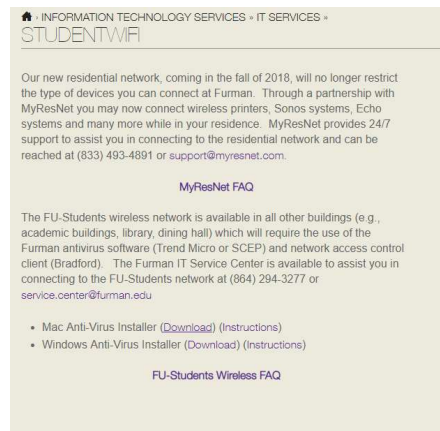 › INFORMATION TECHNOLOGY SERVICES » IT SERVICES »
STUDENTWIFI
Our new residential network, coming in the fall of 2018, will no longer restrict
the type of devices you can connect at Furman. Through a partnership with
MyResNet you may now connect wireless printers, Sonos systems, Echo
systems and many more while in your residence. MyResNet provides 24/7
support to assist you in connecting to the residential network and can be
reached at (833) 493-4891 or support@myresnet.com.
MyResNet FAQ
The FU-Students wireless network is available in all other buildings (e.g.,
academic buildings, library, dining hall) which will require the use of the
Furman antivirus software (Trend Micro or SCEP) and network access control
client (Bradford). The Furman IT Service Center is available to assist you in
connecting to the FU-Students network at (864) 294-3277 or
service.center@furman.edu
• Mac Anti-Virus Installer (Download) (Instructions)
• Windows Anti-Virus Installer (Download) (Instructions)
FU-Students Wireless FAQ